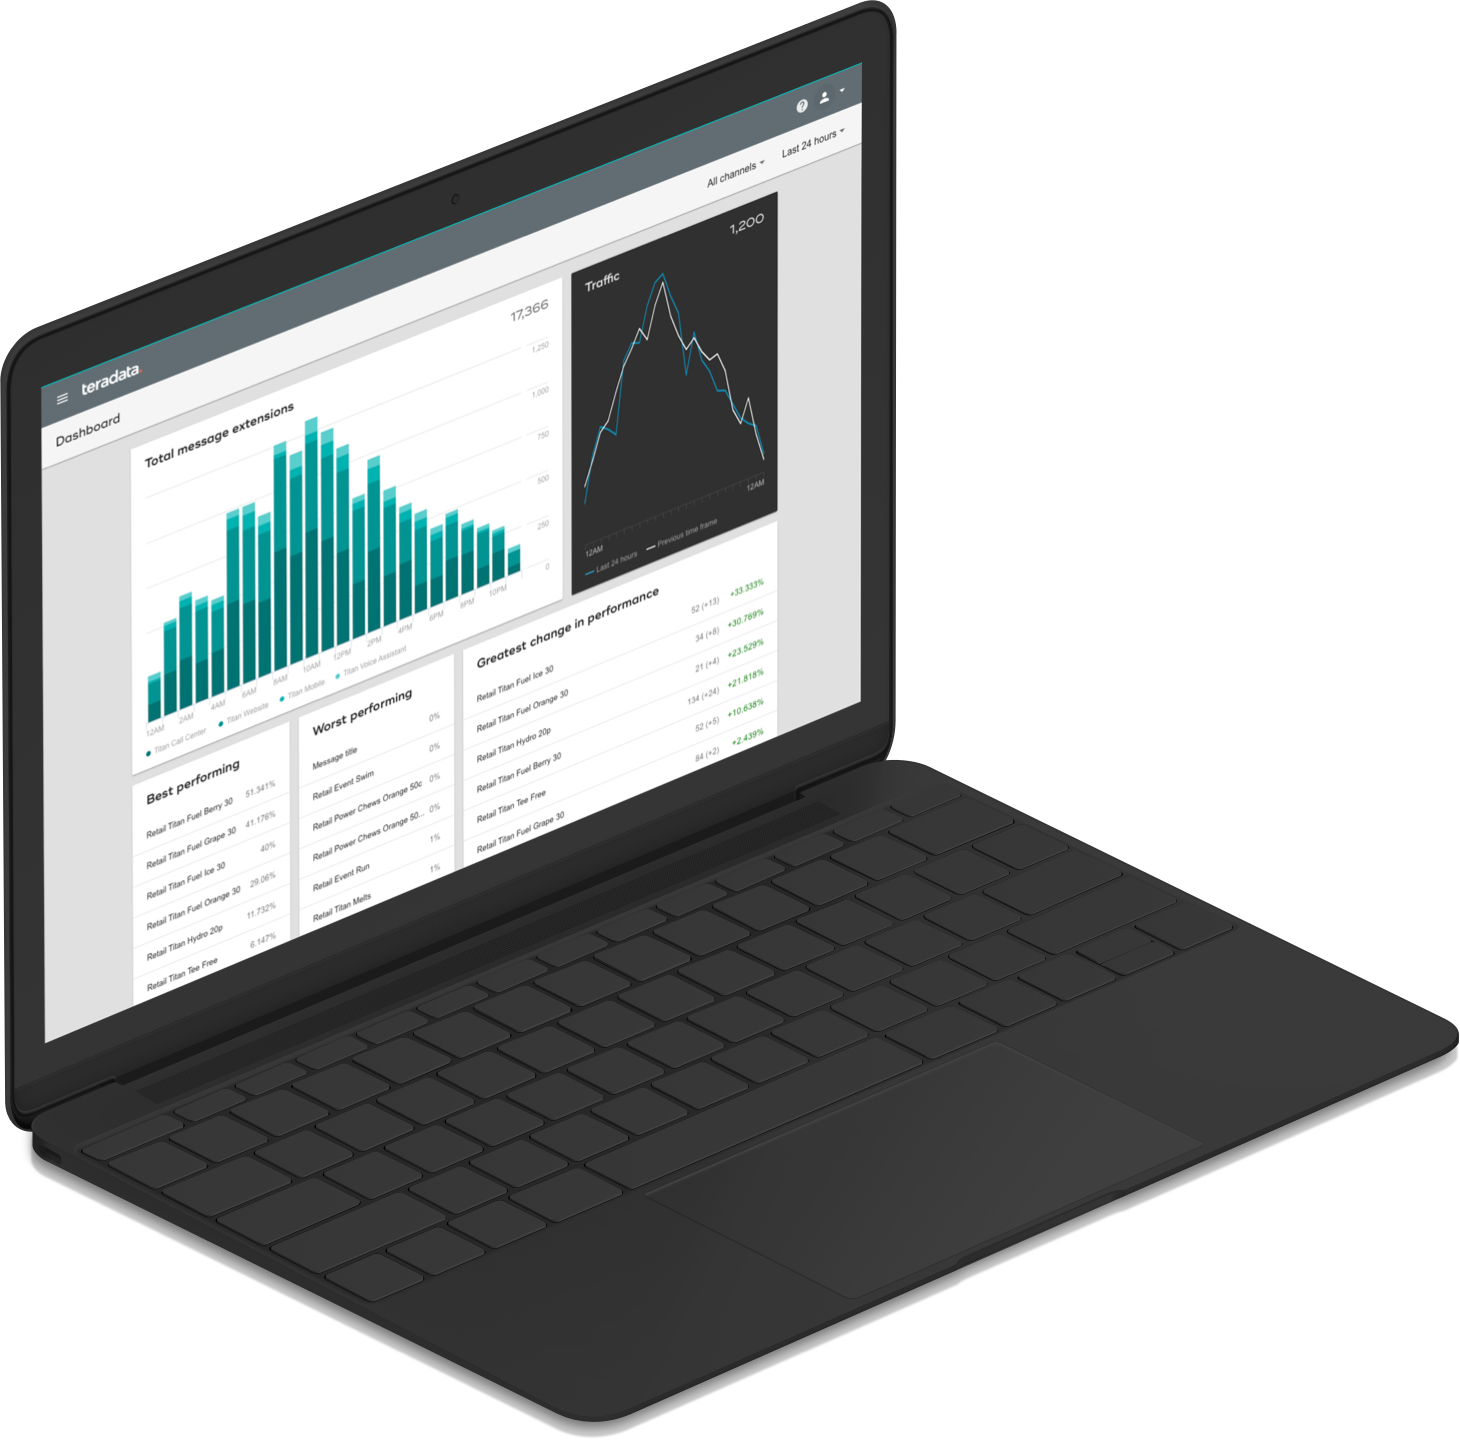 teradata.
Dashboard
All channels
Last 24 hours
Total message extensions
17,366
1,250
1,000
750
500
250
0
12AM
2AM
4AM
6AM
8AM
10AM
12PM
2PM
4PM
6PM
8PM
10PM
Titan Call Center
Titan Website
Titan Mobile
Titan Voice Assistant
Traffic
1,200
12AM
12AM
Last 24 hours
Previous time frame
Best performing
Retail Titan Fuel Berry 30 51.341%
Retail Titan Fuel Grape 30 41.176%
Retail Titan Fuel Ice 30 40%
Retail Titan Fuel Orange 30 29.06%
Retail Titan Hydro 20p 11.732%
Retail Titan Tee Free 6.147%
Worst performing
Message title 0%
Retail Event Swim 0%
Retail Power Chews Orange 50c 0%
Retail Power Chews Orange 50... 0%
Retail Event Run 1%
Retail Titan Melts 1%
Greatest change in performance
Retail Titan Fuel Ice 30 52 (+13) +33.333%
Retail Titan Fuel Orange 30 34 (+8) +30.769%
Retail Titan Hydro 20p 21 (+4) +23.529%
Retail Titan Fuel Berry 30 134 (+24) +21.818%
Retail Titan Tee Free 52 (+5) +10.638%
Retail Titan Fuel Grape 30 84 (+2) +2.439%